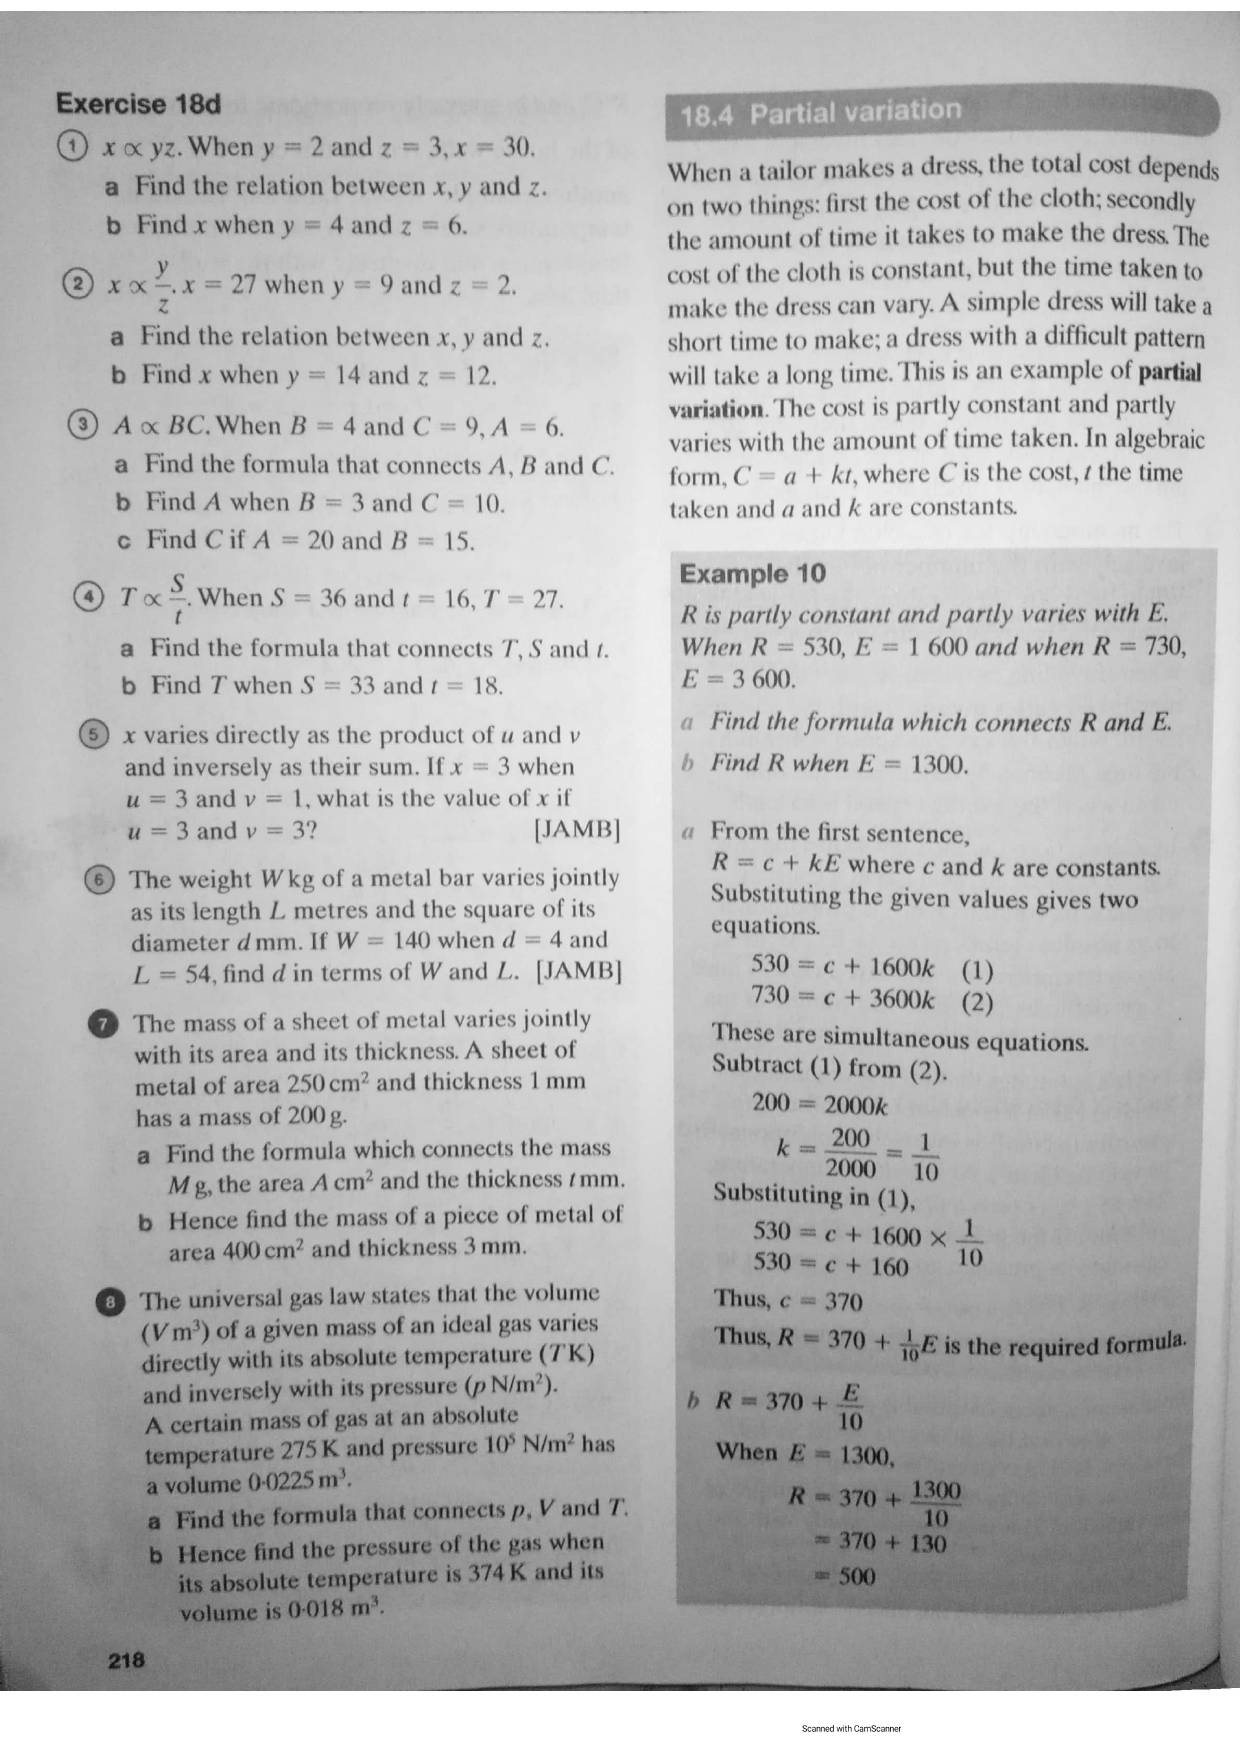 Exercise 18d
1 x ∝ yz. When y = 2 and z = 3, x = 30.
a Find the relation between x, y and z.
b Find x when y = 4 and z = 6.
2 x ∝ y/z. x = 27 when y = 9 and z = 2.
a Find the relation between x, y and z.
b Find x when y = 14 and z = 12.
3 A ∝ BC. When B = 4 and C = 9, A = 6.
a Find the formula that connects A, B and C.
b Find A when B = 3 and C = 10.
c Find C if A = 20 and B = 15.
4 T ∝ S/t. When S = 36 and t = 16, T = 27.
a Find the formula that connects T, S and t.
b Find T when S = 33 and t = 18.
5 x varies directly as the product of u and v
and inversely as their sum. If x = 3 when
u = 3 and v = 1, what is the value of x if
u = 3 and v = 3? [JAMB]
6 The weight W kg of a metal bar varies jointly
as its length L metres and the square of its
diameter d mm. If W = 140 when d = 4 and
L = 54, find d in terms of W and L. [JAMB]
7 The mass of a sheet of metal varies jointly
with its area and its thickness. A sheet of
metal of area 250 cm² and thickness 1 mm
has a mass of 200 g.
a Find the formula which connects the mass
M g, the area A cm² and the thickness t mm.
b Hence find the mass of a piece of metal of
area 400 cm² and thickness 3 mm.
8 The universal gas law states that the volume
(V m³) of a given mass of an ideal gas varies
directly with its absolute temperature (T K)
and inversely with its pressure (p N/m²).
A certain mass of gas at an absolute
temperature 275 K and pressure 10⁵ N/m² has
a volume 0·0225 m³.
a Find the formula that connects p, V and T.
b Hence find the pressure of the gas when
its absolute temperature is 374 K and its
volume is 0·018 m³.
218
18.4 Partial variation
When a tailor makes a dress, the total cost depends
on two things: first the cost of the cloth; secondly
the amount of time it takes to make the dress. The
cost of the cloth is constant, but the time taken to
make the dress can vary. A simple dress will take a
short time to make; a dress with a difficult pattern
will take a long time. This is an example of partial
variation. The cost is partly constant and partly
varies with the amount of time taken. In algebraic
form, C = a + kt, where C is the cost, t the time
taken and a and k are constants.
Example 10
R is partly constant and partly varies with E.
When R = 530, E = 1 600 and when R = 730,
E = 3 600.
a Find the formula which connects R and E.
b Find R when E = 1300.
a From the first sentence,
R = c + kE where c and k are constants.
Substituting the given values gives two
equations.
530 = c + 1600k (1)
730 = c + 3600k (2)
These are simultaneous equations.
Subtract (1) from (2).
200 = 2000k
k = 200/2000 = 1/10
Substituting in (1),
530 = c + 1600 × 1/10
530 = c + 160
Thus, c = 370
Thus, R = 370 + 1/10 E is the required formula.
b R = 370 + E/10
When E = 1300,
R = 370 + 1300/10
= 370 + 130
= 500
Scanned with CamScanner